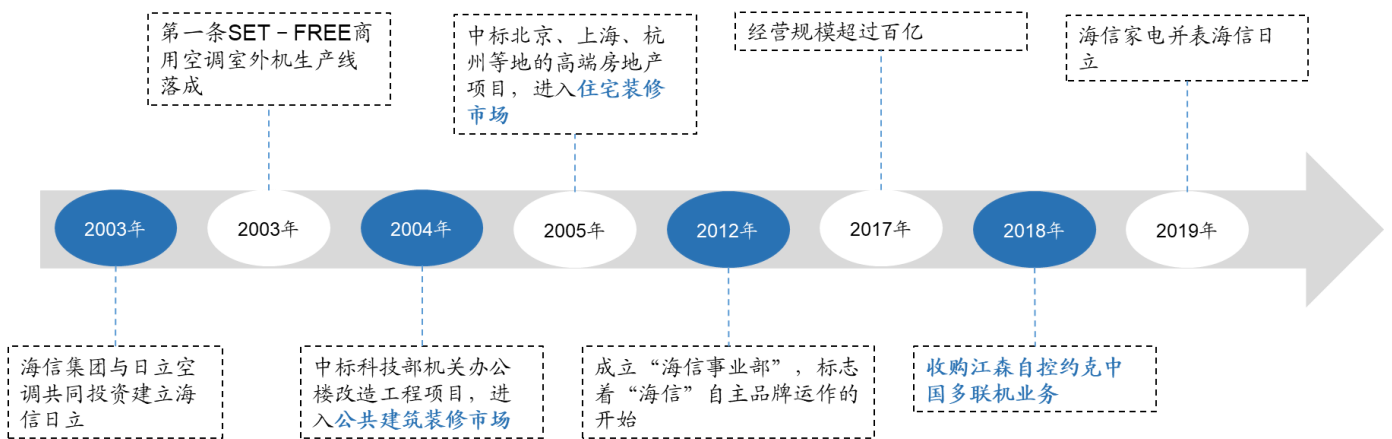 第一条SET－FREE商
用空调室外机生产线
落成
中标北京、上海、杭
州等地的高端房地产
项目，进入住宅装修
市场
经营规模超过百亿
海信家电并表海信日
立
2003年
2003年
2004年
2005年
2012年
2017年
2018年
2019年
海信集团与日立空
调共同投资建立海
信日立
中标科技部机关办公
楼改造工程项目，进
入公共建筑装修市场
成立“海信事业部”，标志
着“海信”自主品牌运作的
开始
收购江森自控约克中
国多联机业务